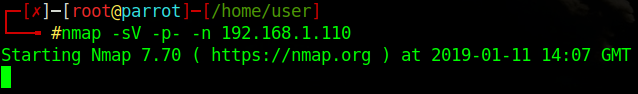 ┌─[✗]─[root@parrot]─[/home/user]
└──╼ #nmap -sV -p- -n 192.168.1.110
Starting Nmap 7.70 ( https://nmap.org ) at 2019-01-11 14:07 GMT